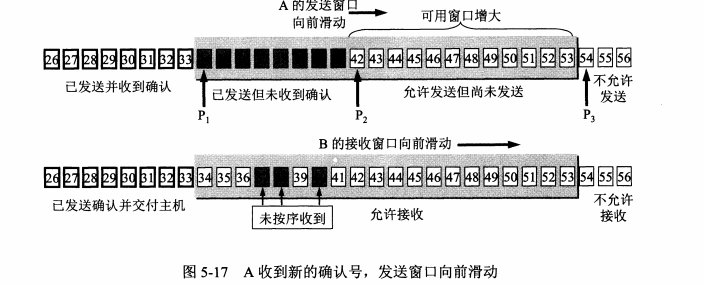 A 的发送窗口
向前滑动
可用窗口增大
26 27 28 29 30 31 32 33 42 43 44 45 46 47 48 49 50 51 52 53 54 55 56
已发送并收到确认
已发送但未收到确认
允许发送但尚未发送
不允许
发送
P1
P2
P3
B 的接收窗口向前滑动
26 27 28 29 30 31 32 33 34 35 36 39 41 42 43 44 45 46 47 48 49 50 51 52 53 54 55 56
已发送确认并交付主机
未按序收到
允许接收
不允许
接收
图 5-17 A 收到新的确认号，发送窗口向前滑动